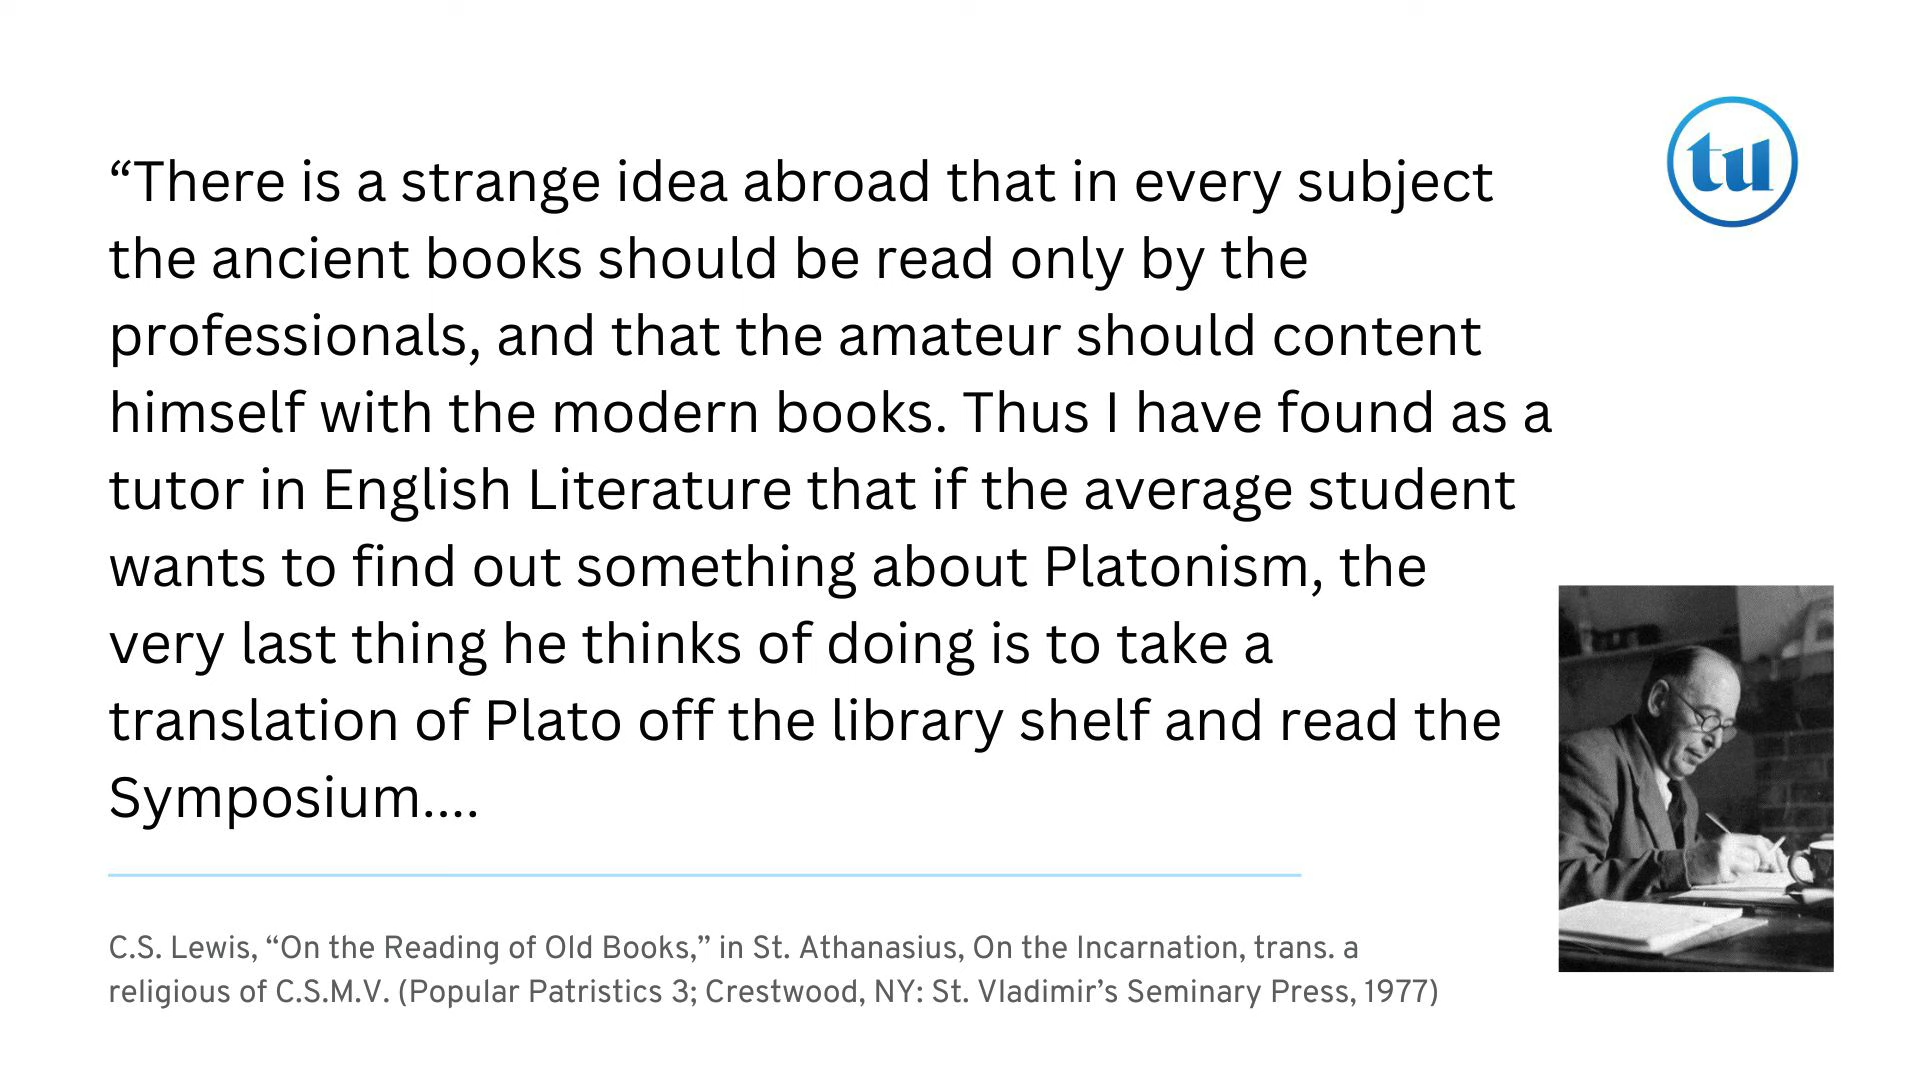 “There is a strange idea abroad that in every subject
the ancient books should be read only by the
professionals, and that the amateur should content
himself with the modern books. Thus I have found as a
tutor in English Literature that if the average student
wants to find out something about Platonism, the
very last thing he thinks of doing is to take a
translation of Plato off the library shelf and read the
Symposium....
C.S. Lewis, “On the Reading of Old Books,” in St. Athanasius, On the Incarnation, trans. a
religious of C.S.M.V. (Popular Patristics 3; Crestwood, NY: St. Vladimir’s Seminary Press, 1977)
tu